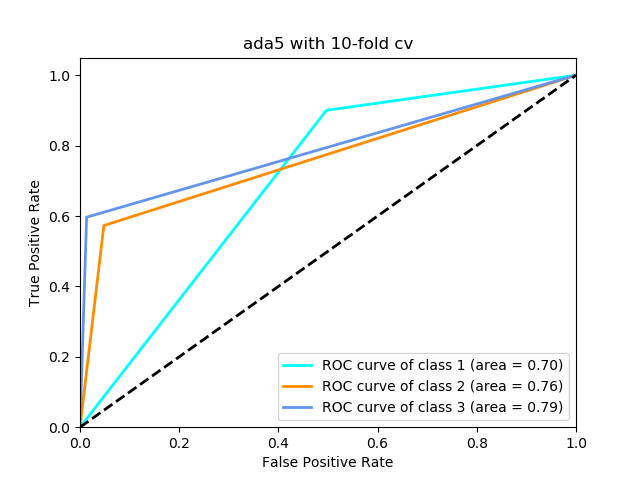 ada5 with 10-fold cv
1.0
0.8
0.6
0.4
0.2
0.0
True Positive Rate
ROC curve of class 1 (area = 0.70)
ROC curve of class 2 (area = 0.76)
ROC curve of class 3 (area = 0.79)
0.0 0.2 0.4 0.6 0.8 1.0
False Positive Rate